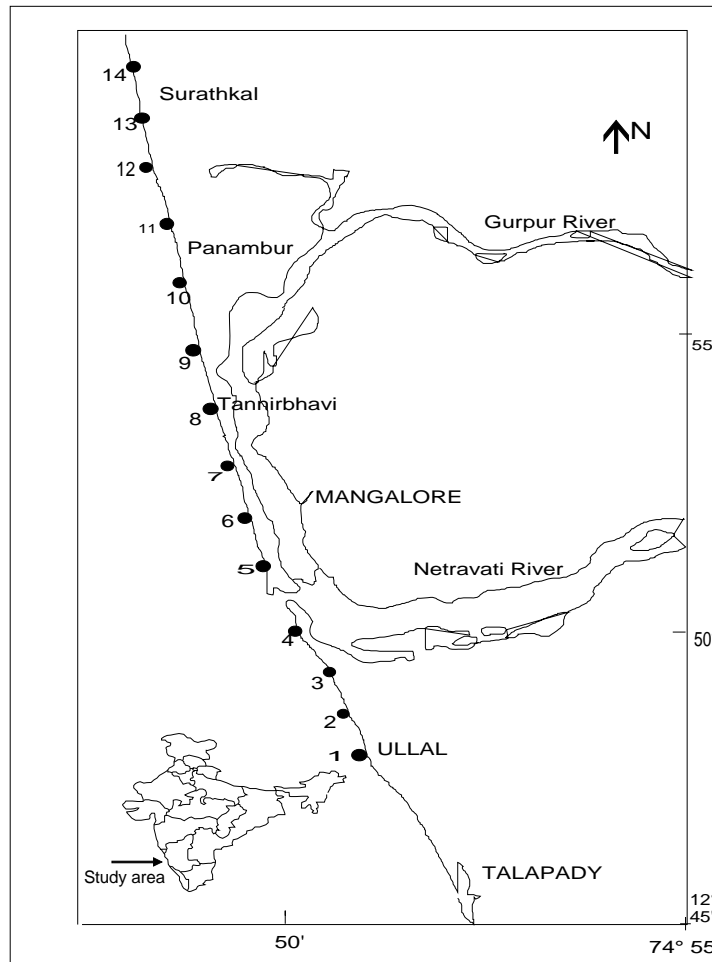 14
Surathkal
13
N
12
11
Gurpur River
Panambur
10
55
9
Tannirbhavi
8
7
MANGALORE
6
5
Netravati River
4
50
3
2
1
ULLAL
Study area
TALAPADY
12°
45'
50'
74° 55